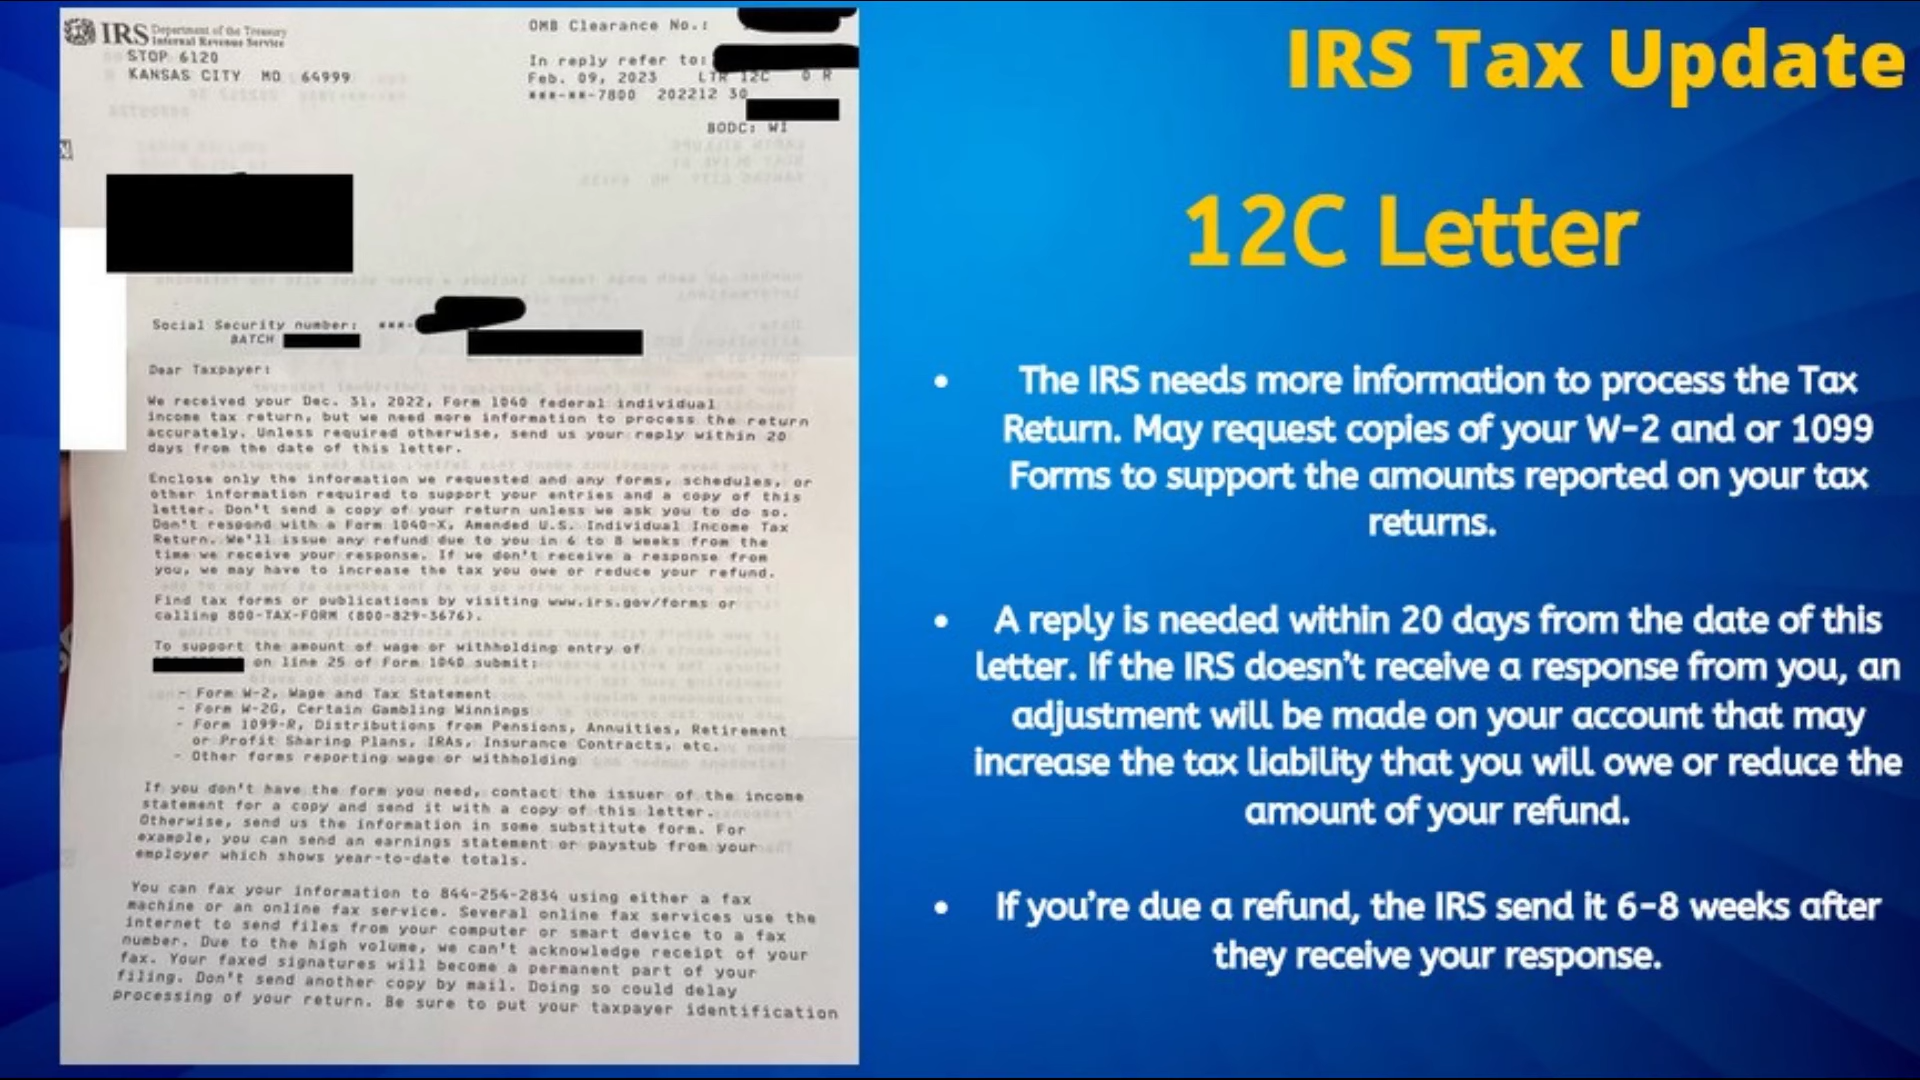 IRS Department of the Treasury
Internal Revenue Service
STOP 6120
KANSAS CITY MO 64999
OMB Clearance No.:
In reply refer to:
Feb. 09, 2023 LTR 12C 0 R
***-**-7800 202212 30
BODC: WI
Social Security number: ***-
BATCH
Dear Taxpayer:
We received your Dec. 31, 2022, Form 1040 federal individual
income tax return, but we need more information to process the return
accurately. Unless required otherwise, send us your reply within 20
days from the date of this letter.
Enclose only the information we requested and any forms, schedules, or
other information required to support your entries and a copy of this
letter. Don't send a copy of your return unless we ask you to do so.
Don't respond with a Form 1040-X, Amended U.S. Individual Income Tax
Return. We'll issue any refund due to you in 6 to 8 weeks from the
time we receive your response. If we don't receive a response from
you, we may have to increase the tax you owe or reduce your refund.
Find tax forms or publications by visiting www.irs.gov/forms or
calling 800-TAX-FORM (800-829-3676).
To support the amount of wage or withholding entry of
on line 25 of Form 1040 submit:
- Form W-2, Wage and Tax Statement
- Form W-2G, Certain Gambling Winnings
- Form 1099-R, Distributions from Pensions, Annuities, Retirement
or Profit Sharing Plans, IRAs, Insurance Contracts, etc.
- Other forms reporting wage or withholding
If you don't have the form you need, contact the issuer of the income
statement for a copy and send it with a copy of this letter.
Otherwise, send us the information in some substitute form. For
example, you can send an earnings statement or paystub from your
employer which shows year-to-date totals.
You can fax your information to 844-254-2834 using either a fax
machine or an online fax service. Several online fax services use the
internet to send files from your computer or smart device to a fax
number. Due to the high volume, we can't acknowledge receipt of your
fax. Your faxed signatures will become a permanent part of your
filing. Don't send another copy by mail. Doing so could delay
processing of your return. Be sure to put your taxpayer identification
IRS Tax Update
12C Letter
• The IRS needs more information to process the Tax
Return. May request copies of your W-2 and or 1099
Forms to support the amounts reported on your tax
returns.
• A reply is needed within 20 days from the date of this
letter. If the IRS doesn't receive a response from you, an
adjustment will be made on your account that may
increase the tax liability that you will owe or reduce the
amount of your refund.
• If you're due a refund, the IRS send it 6-8 weeks after
they receive your response.